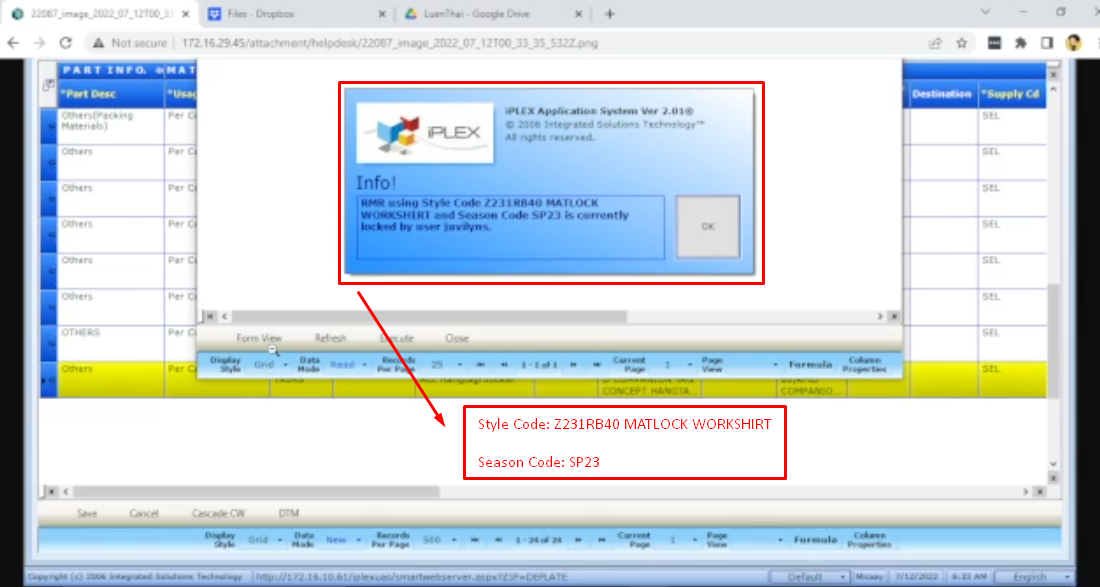 22087_image_2022_07_12T00_33
Files - Dropbox
LuenThai - Google Drive
Not secure
172.16.29.45/attachment/helpdesk/22087_image_2022_07_12T00_33_35_532Z.png
PART INFO.
MAT
*Part Desc
*Usag
Destination
*Supply Cd
Others(Packing
Materials)
Per C
SEL
Others
Per C
SEL
Others
Per C
SEL
Others
Per C
SEL
Others
Per C
SEL
Others
Per C
SEL
OTHERS
Per C
SEL
Others
Per C
SEL
CONCEPT HANGTA...
COMPANDO...
iPLEX
iPLEX Application System Ver 2.01®
© 2006 Integrated Solutions Technology™
All rights reserved.
Info!
RMR using Style Code Z231RB40 MATLOCK
WORKSHIRT and Season Code SP23 is currently
locked by user juvilyns.
OK
Form View
Refresh
Execute
Close
Display
Style
Grid
Data
Mode
Read
Records
Per Page
25
1 - 1 of 1
Current
Page
1
Page
View
Formula
Column
Properties
Style Code: Z231RB40 MATLOCK WORKSHIRT
Season Code: SP23
Save
Cancel
Cascade CW
DTM
Display
Style
Grid
Data
Mode
New
Records
Per Page
500
1 - 26 of 26
Current
Page
1
Page
View
Formula
Column
Properties
Copyright (c) 2006 Integrated Solutions Technology
http://172.16.10.61/iplexuas/smartwebserver.aspx?ZIP=DEPLATE
Default
Micaay
7/12/2022
8:33 AM
English